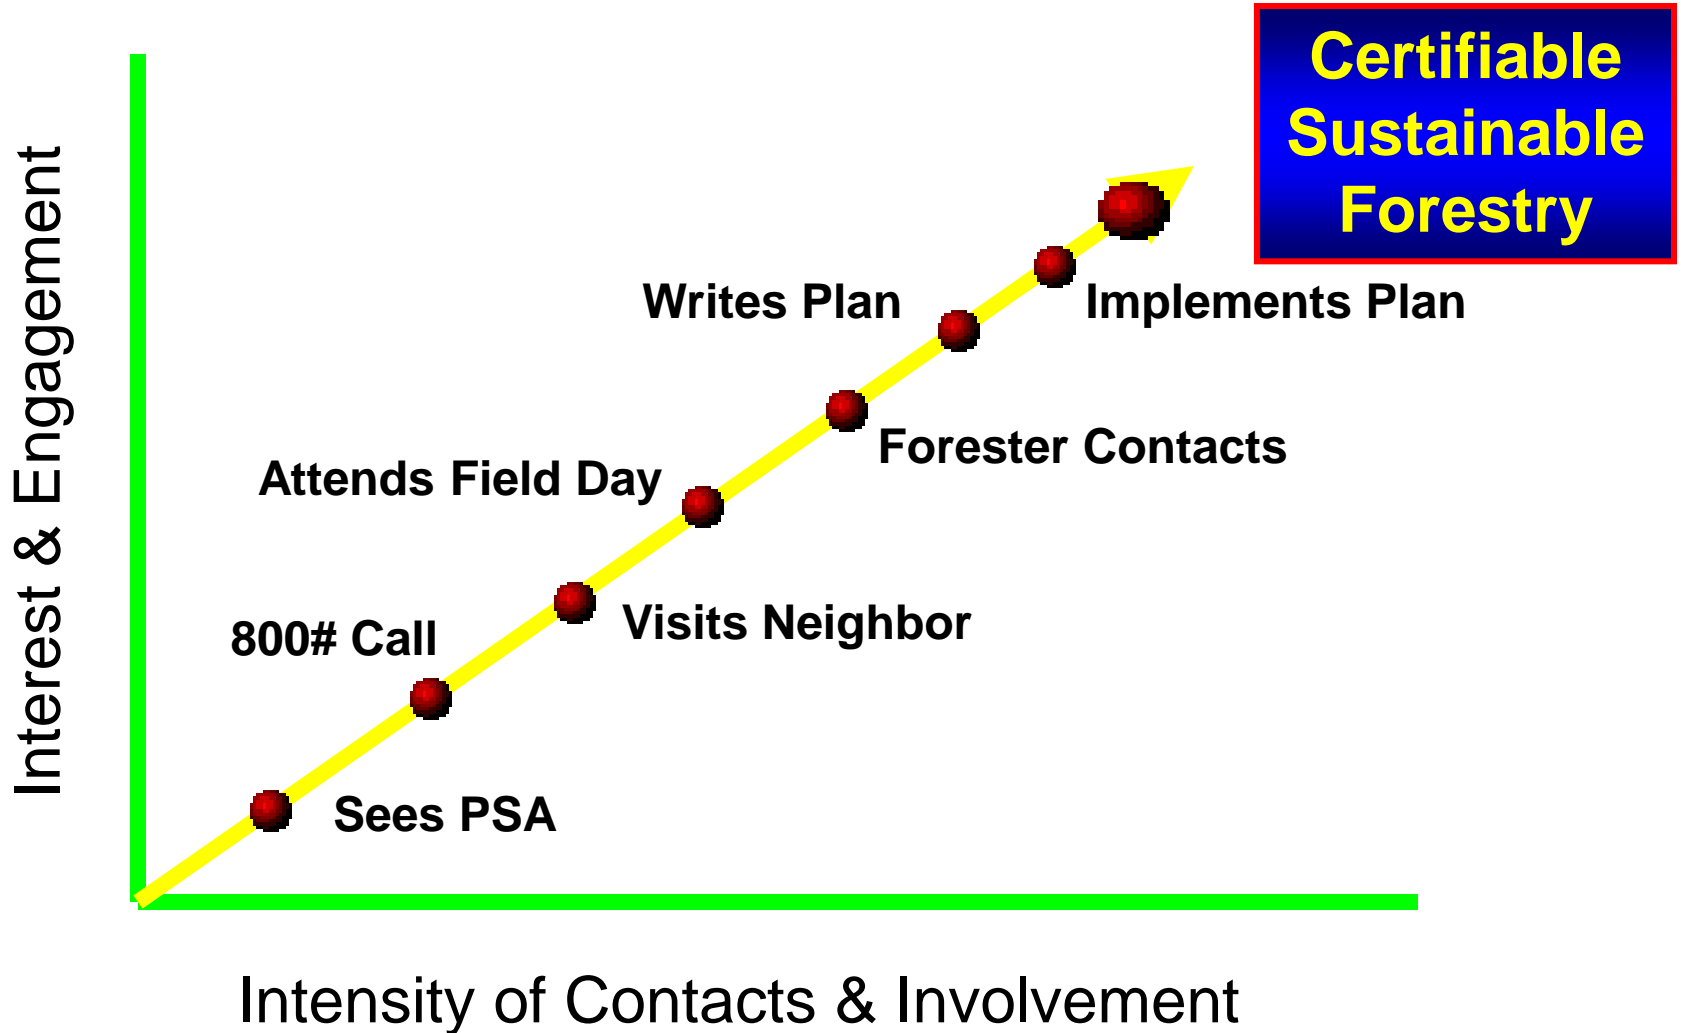 Certifiable
Sustainable
Forestry
Interest & Engagement
Writes Plan
Implements Plan
Forester Contacts
Attends Field Day
Visits Neighbor
800# Call
Sees PSA
Intensity of Contacts & Involvement